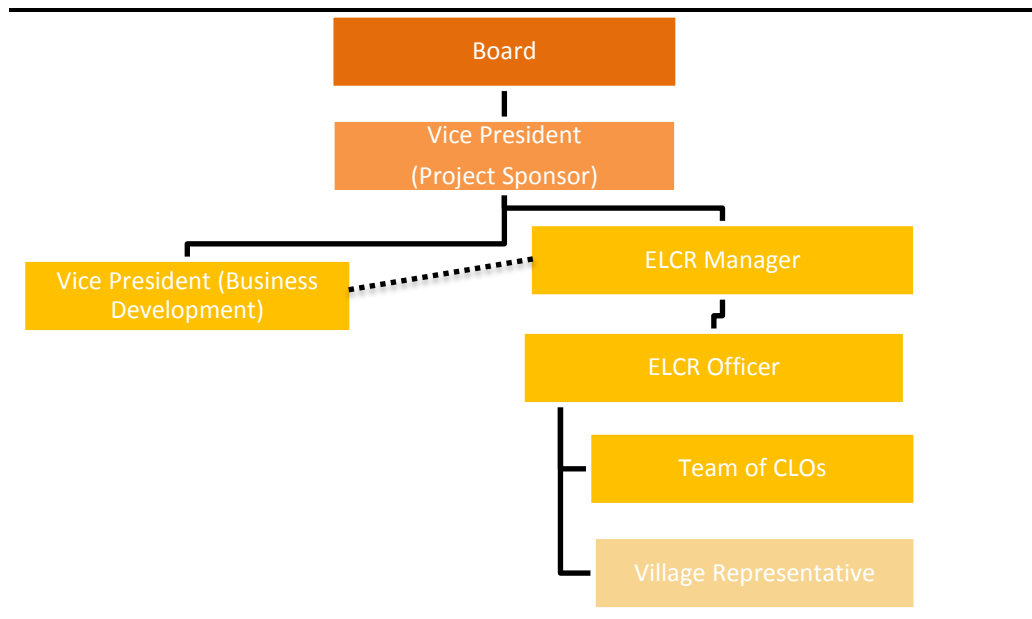 Board
Vice President
(Project Sponsor)
ELCR Manager
Vice President (Business
Development)
ELCR Officer
Team of CLOs
Village Representative